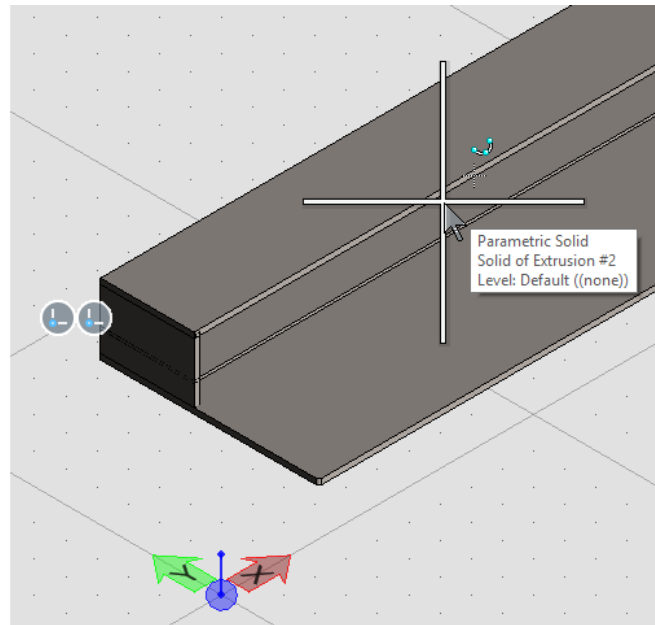 Parametric Solid
Solid of Extrusion #2
Level: Default ((none))
Y
X